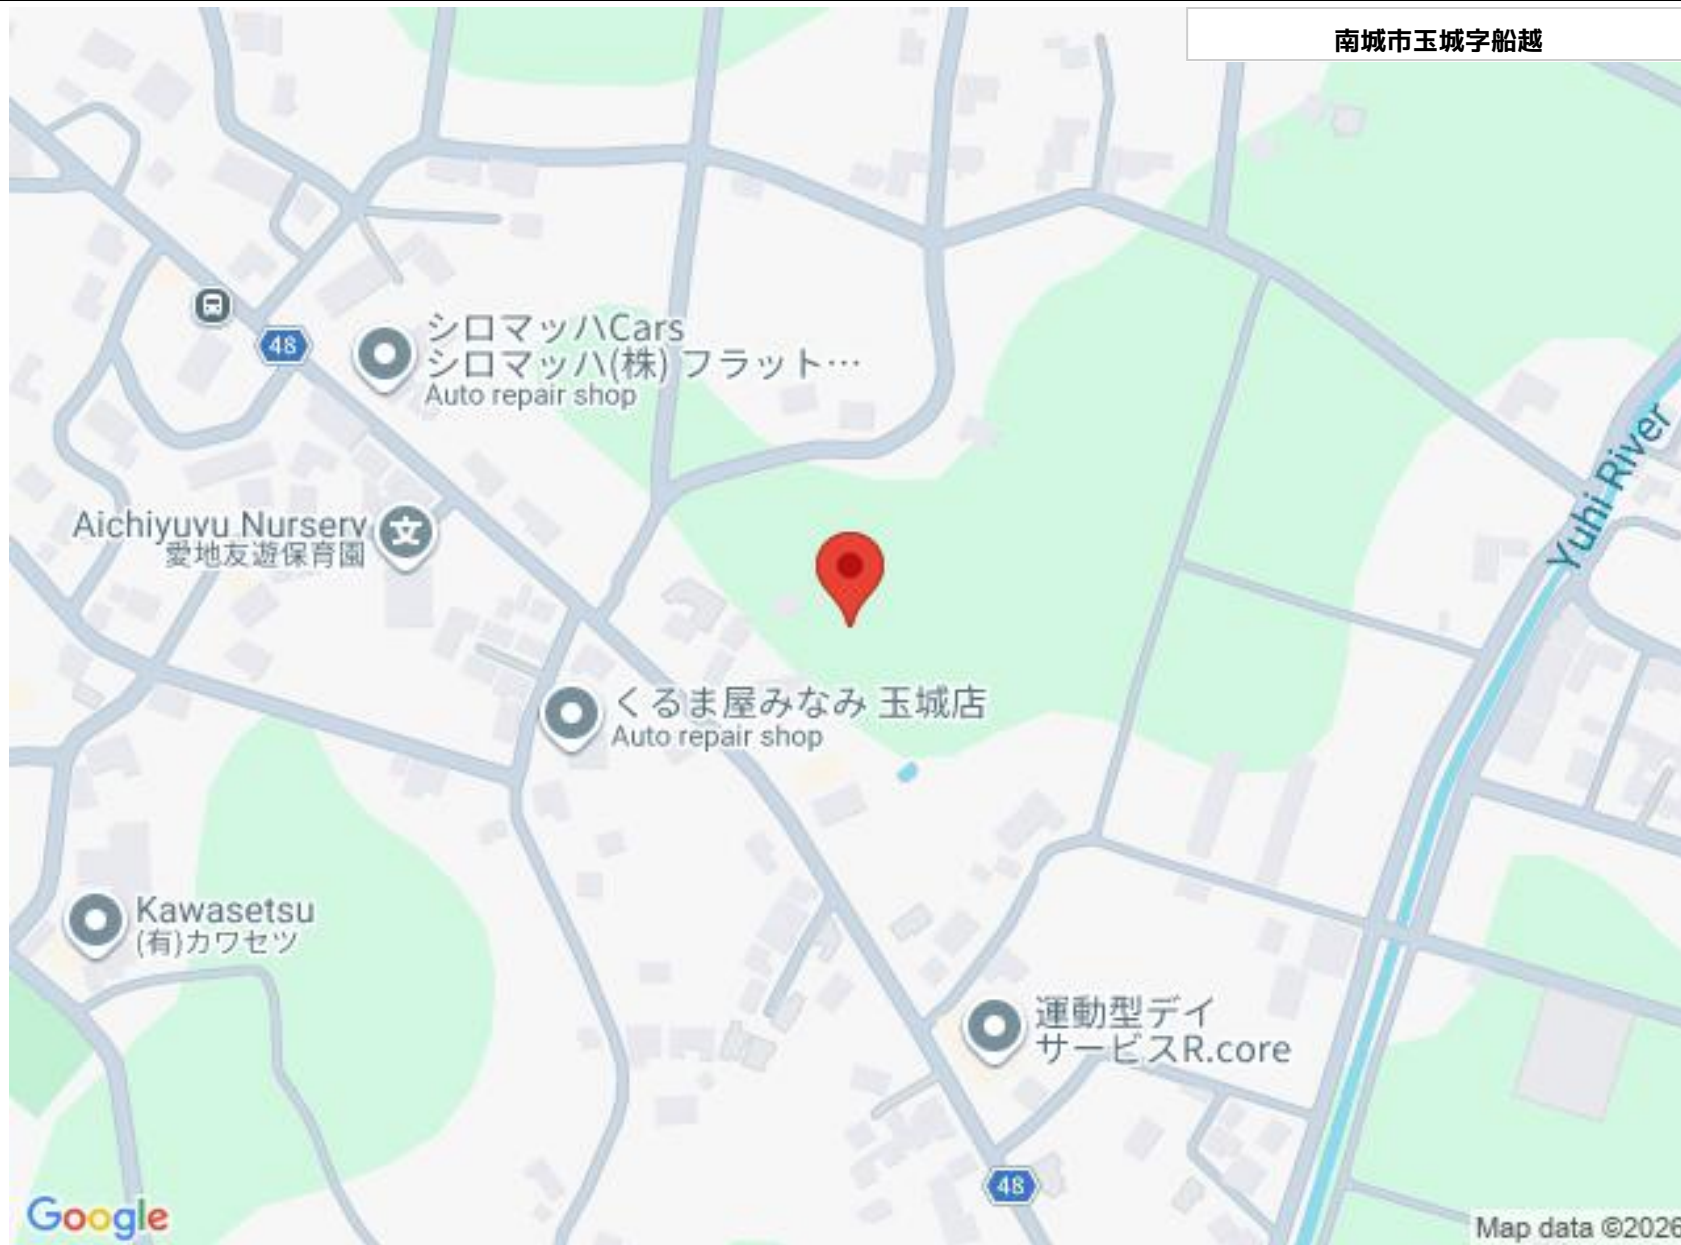 南城市玉城字船越
シロマッハCars
シロマッハ(株) フラット…
Auto repair shop
48
Aichiyuvu Nursery
愛地友遊保育園
Yuhi River
くるま屋みなみ 玉城店
Auto repair shop
Kawasetsu
(有)カワセツ
運動型デイ
サービスR.core
48
Google
Map data ©2026